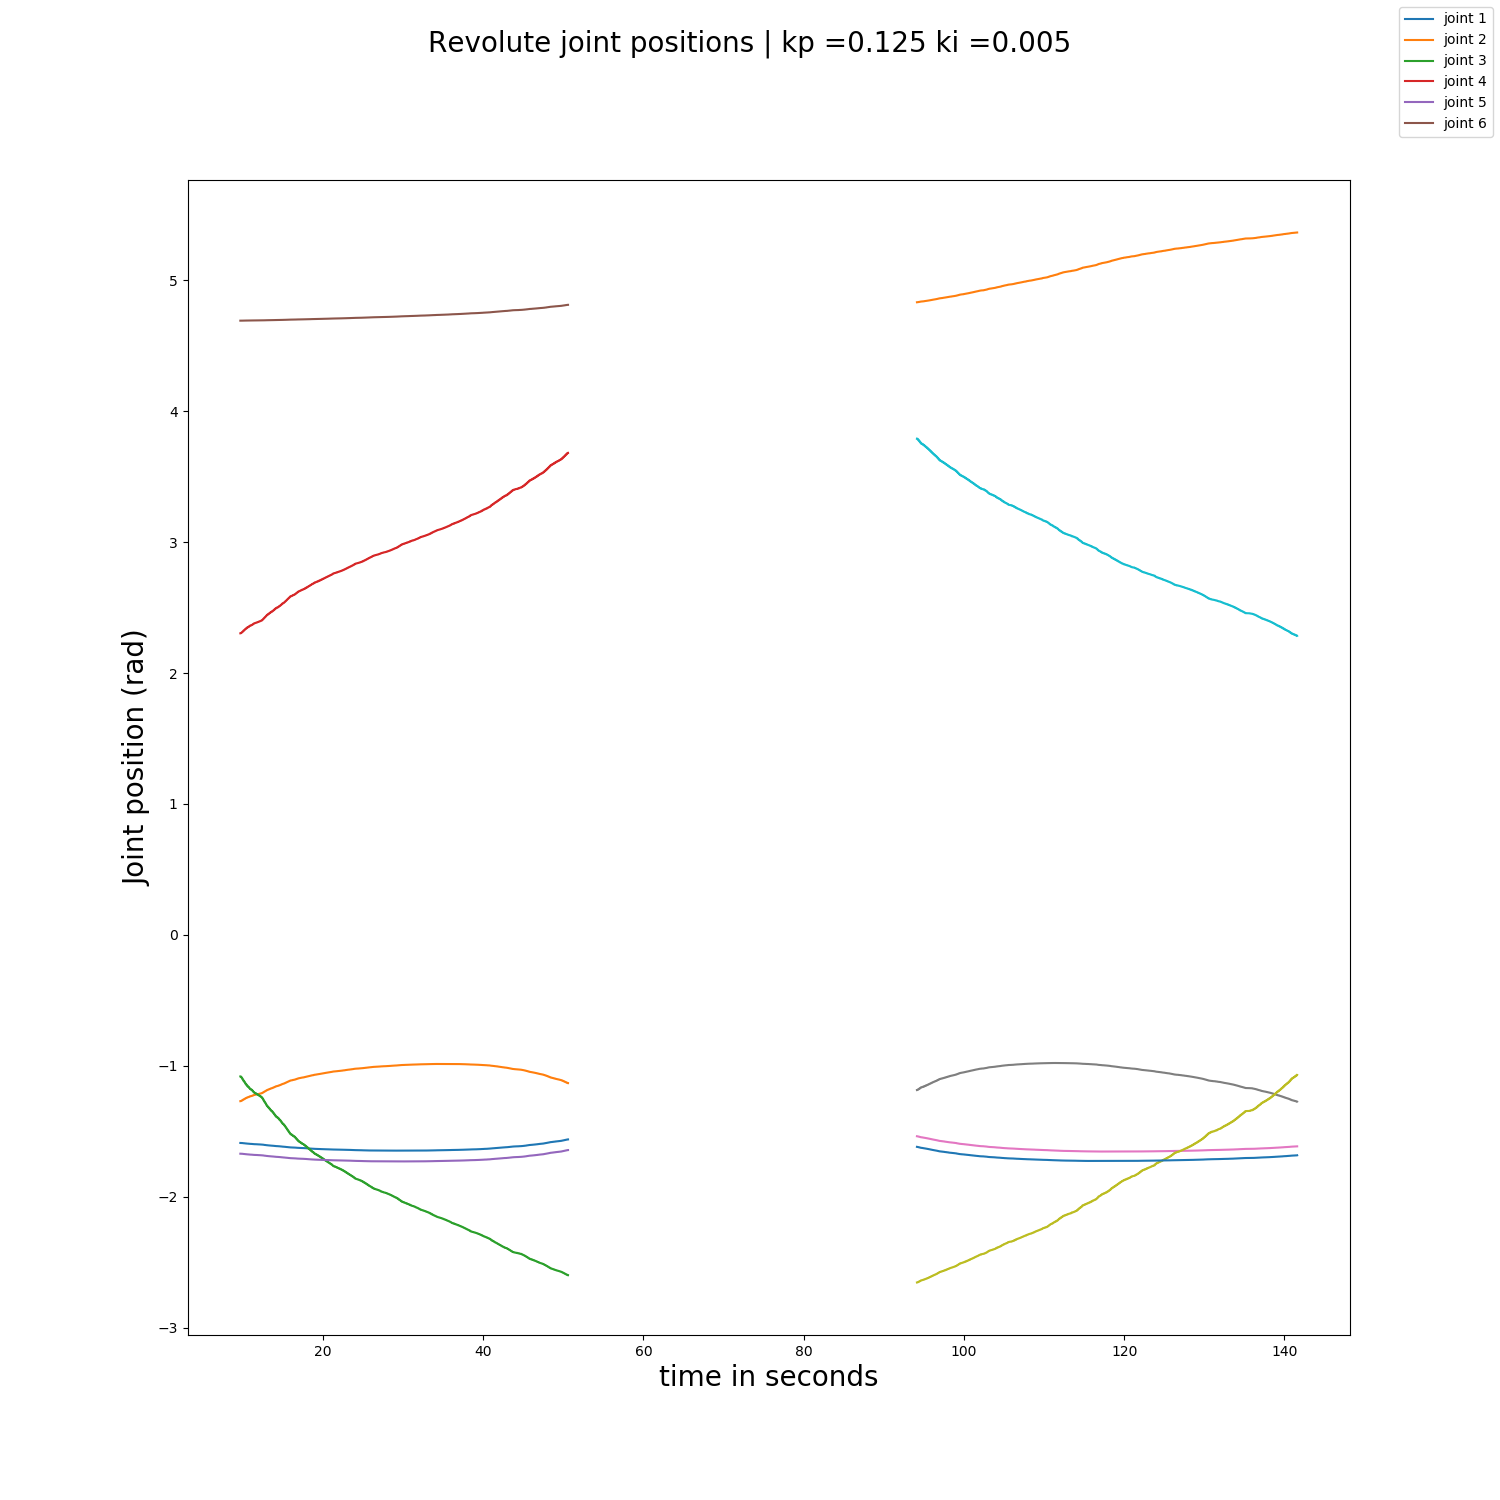 Revolute joint positions | kp =0.125 ki =0.005
joint 1
joint 2
joint 3
joint 4
joint 5
joint 6
Joint position (rad)
5
4
3
2
1
0
−1
−2
−3
20 40 60 80 100 120 140
time in seconds